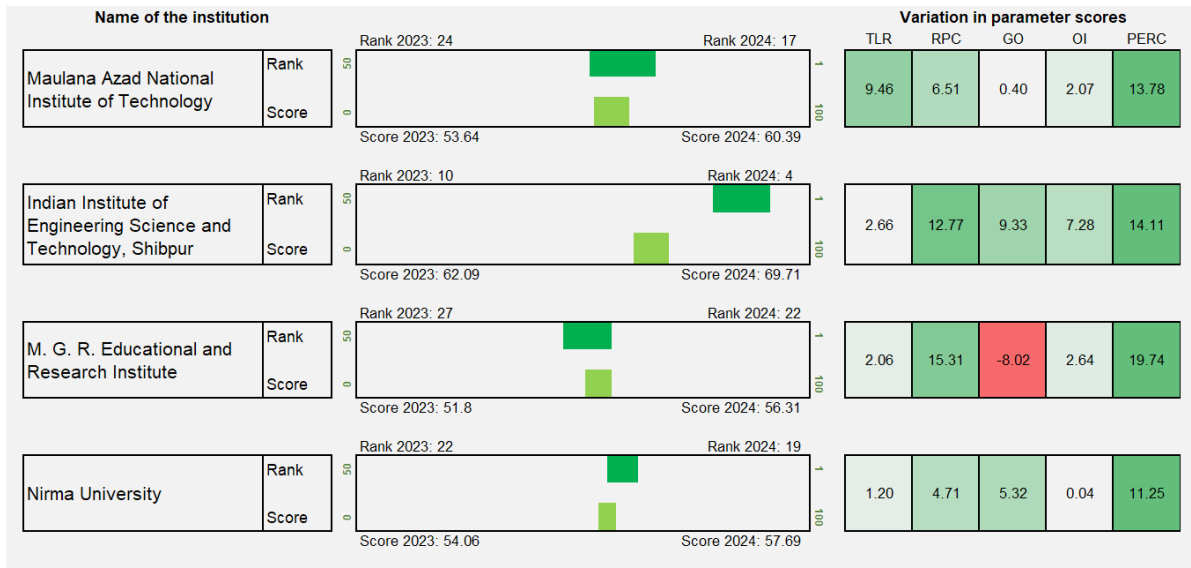 Name of the institution
Variation in parameter scores
TLR RPC GO OI PERC
Rank 2023: 24 Rank 2024: 17
Maulana Azad National
Institute of Technology
Rank
Score
50 1
0 100
9.46 6.51 0.40 2.07 13.78
Score 2023: 53.64 Score 2024: 60.39
Rank 2023: 10 Rank 2024: 4
Indian Institute of
Engineering Science and
Technology, Shibpur
Rank
Score
50 1
0 100
2.66 12.77 9.33 7.28 14.11
Score 2023: 62.09 Score 2024: 69.71
Rank 2023: 27 Rank 2024: 22
M. G. R. Educational and
Research Institute
Rank
Score
50 1
0 100
2.06 15.31 -8.02 2.64 19.74
Score 2023: 51.8 Score 2024: 56.31
Rank 2023: 22 Rank 2024: 19
Nirma University
Rank
Score
50 1
0 100
1.20 4.71 5.32 0.04 11.25
Score 2023: 54.06 Score 2024: 57.69